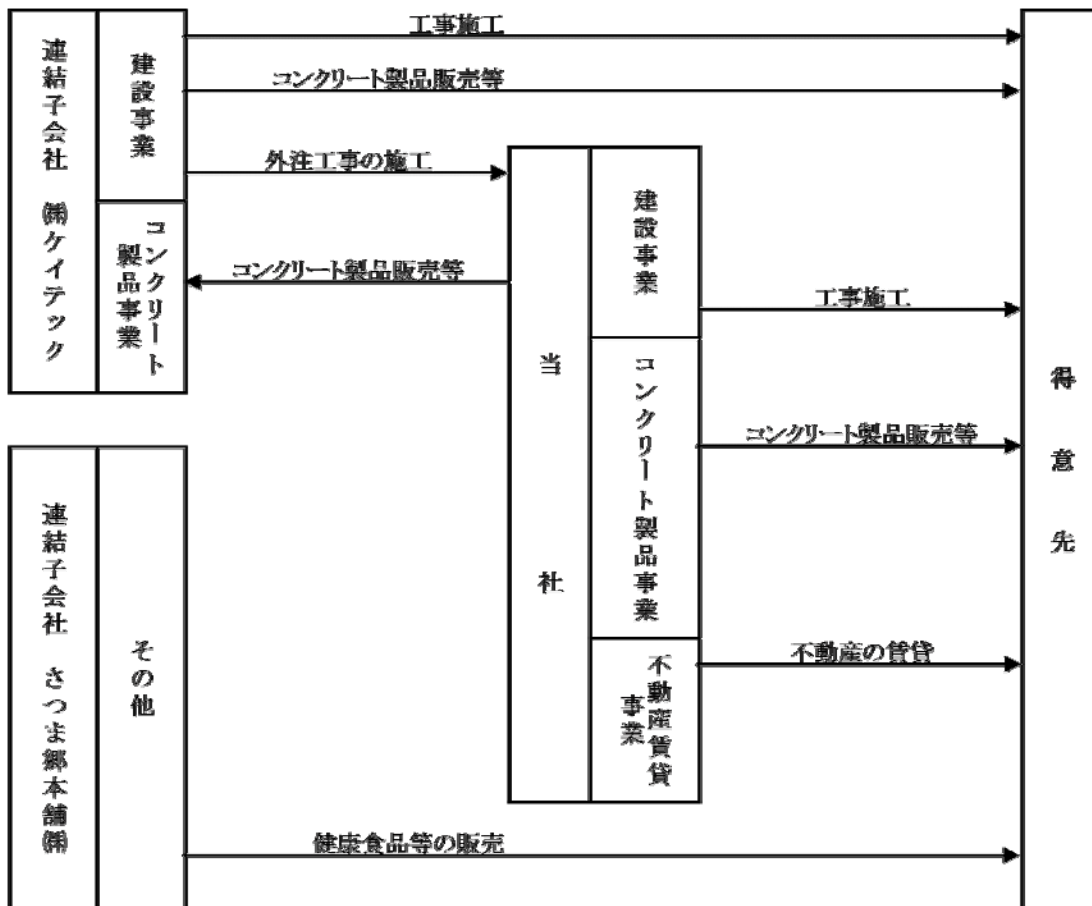 連結子会社 ㈱ケイテック
建設事業
コンクリート
製品事業
工事施工
コンクリート製品販売等
外注工事の施工
コンクリート製品販売等
当社
建設事業
コンクリート製品事業
不動産賃貸
事業
工事施工
コンクリート製品販売等
不動産の賃貸
得意先
連結子会社 さつま郷本舗㈱
その他
健康食品等の販売